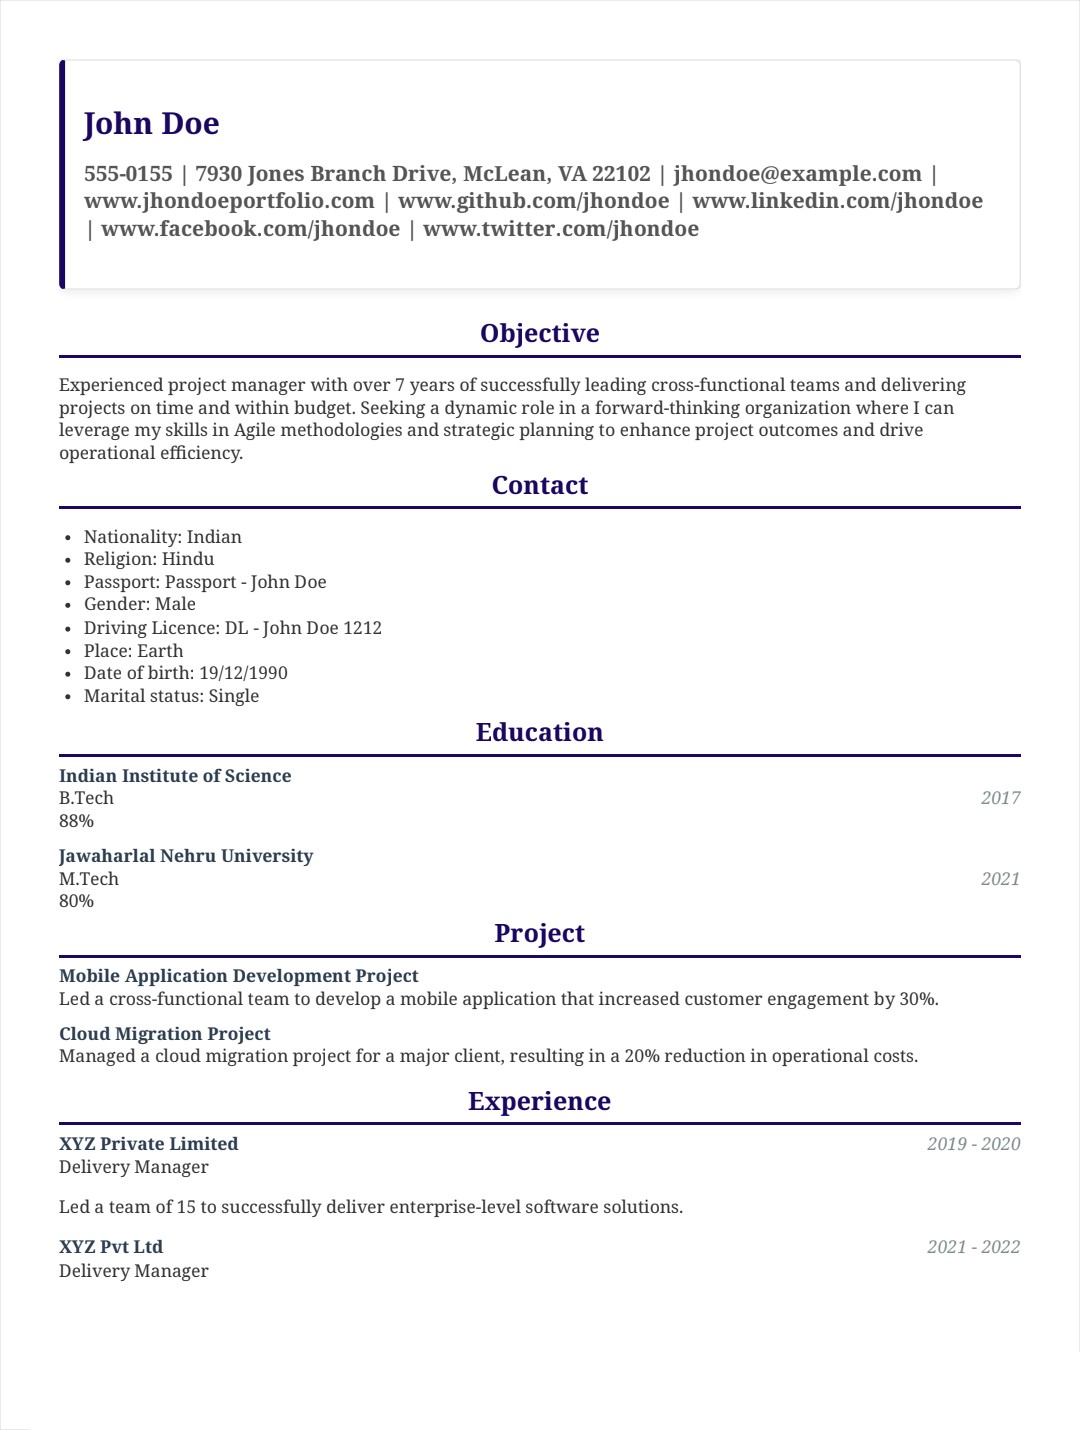 John Doe
555-0155 | 7930 Jones Branch Drive, McLean, VA 22102 | jhondoe@example.com |
www.jhondoeportfolio.com | www.github.com/jhondoe | www.linkedin.com/jhondoe
| www.facebook.com/jhondoe | www.twitter.com/jhondoe
Objective
Experienced project manager with over 7 years of successfully leading cross-functional teams and delivering
projects on time and within budget. Seeking a dynamic role in a forward-thinking organization where I can
leverage my skills in Agile methodologies and strategic planning to enhance project outcomes and drive
operational efficiency.
Contact
• Nationality: Indian
• Religion: Hindu
• Passport: Passport - John Doe
• Gender: Male
• Driving Licence: DL - John Doe 1212
• Place: Earth
• Date of birth: 19/12/1990
• Marital status: Single
Education
Indian Institute of Science
B.Tech 2017
88%
Jawaharlal Nehru University
M.Tech 2021
80%
Project
Mobile Application Development Project
Led a cross-functional team to develop a mobile application that increased customer engagement by 30%.
Cloud Migration Project
Managed a cloud migration project for a major client, resulting in a 20% reduction in operational costs.
Experience
XYZ Private Limited 2019 - 2020
Delivery Manager
Led a team of 15 to successfully deliver enterprise-level software solutions.
XYZ Pvt Ltd 2021 - 2022
Delivery Manager